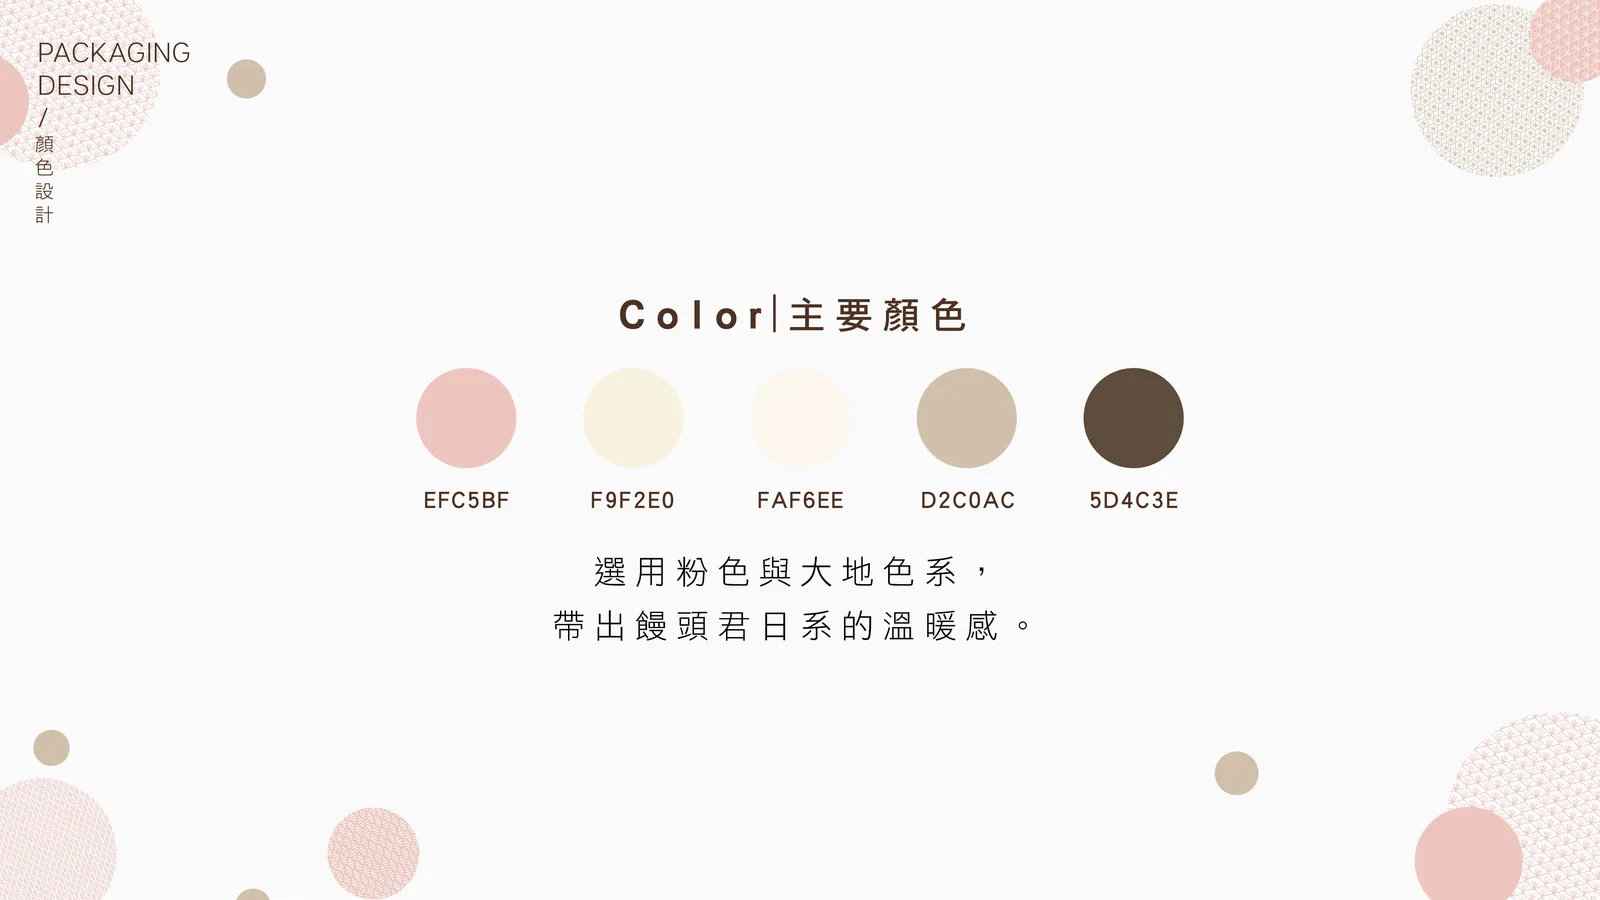 PACKAGING
DESIGN
/
顏色設計
Color|主要顏色
EFC5BF
F9F2E0
FAF6EE
D2C0AC
5D4C3E
選用粉色與大地色系，
帶出饅頭君日系的溫暖感。